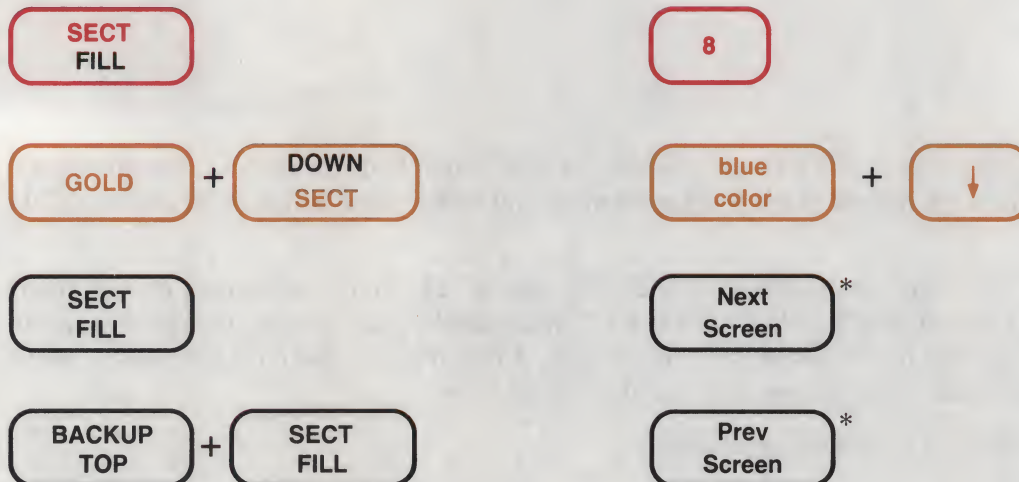 SECT
FILL
8
GOLD + DOWN
SECT
blue
color + ↓
SECT
FILL
Next
Screen *
BACKUP
TOP + SECT
FILL
Prev
Screen *